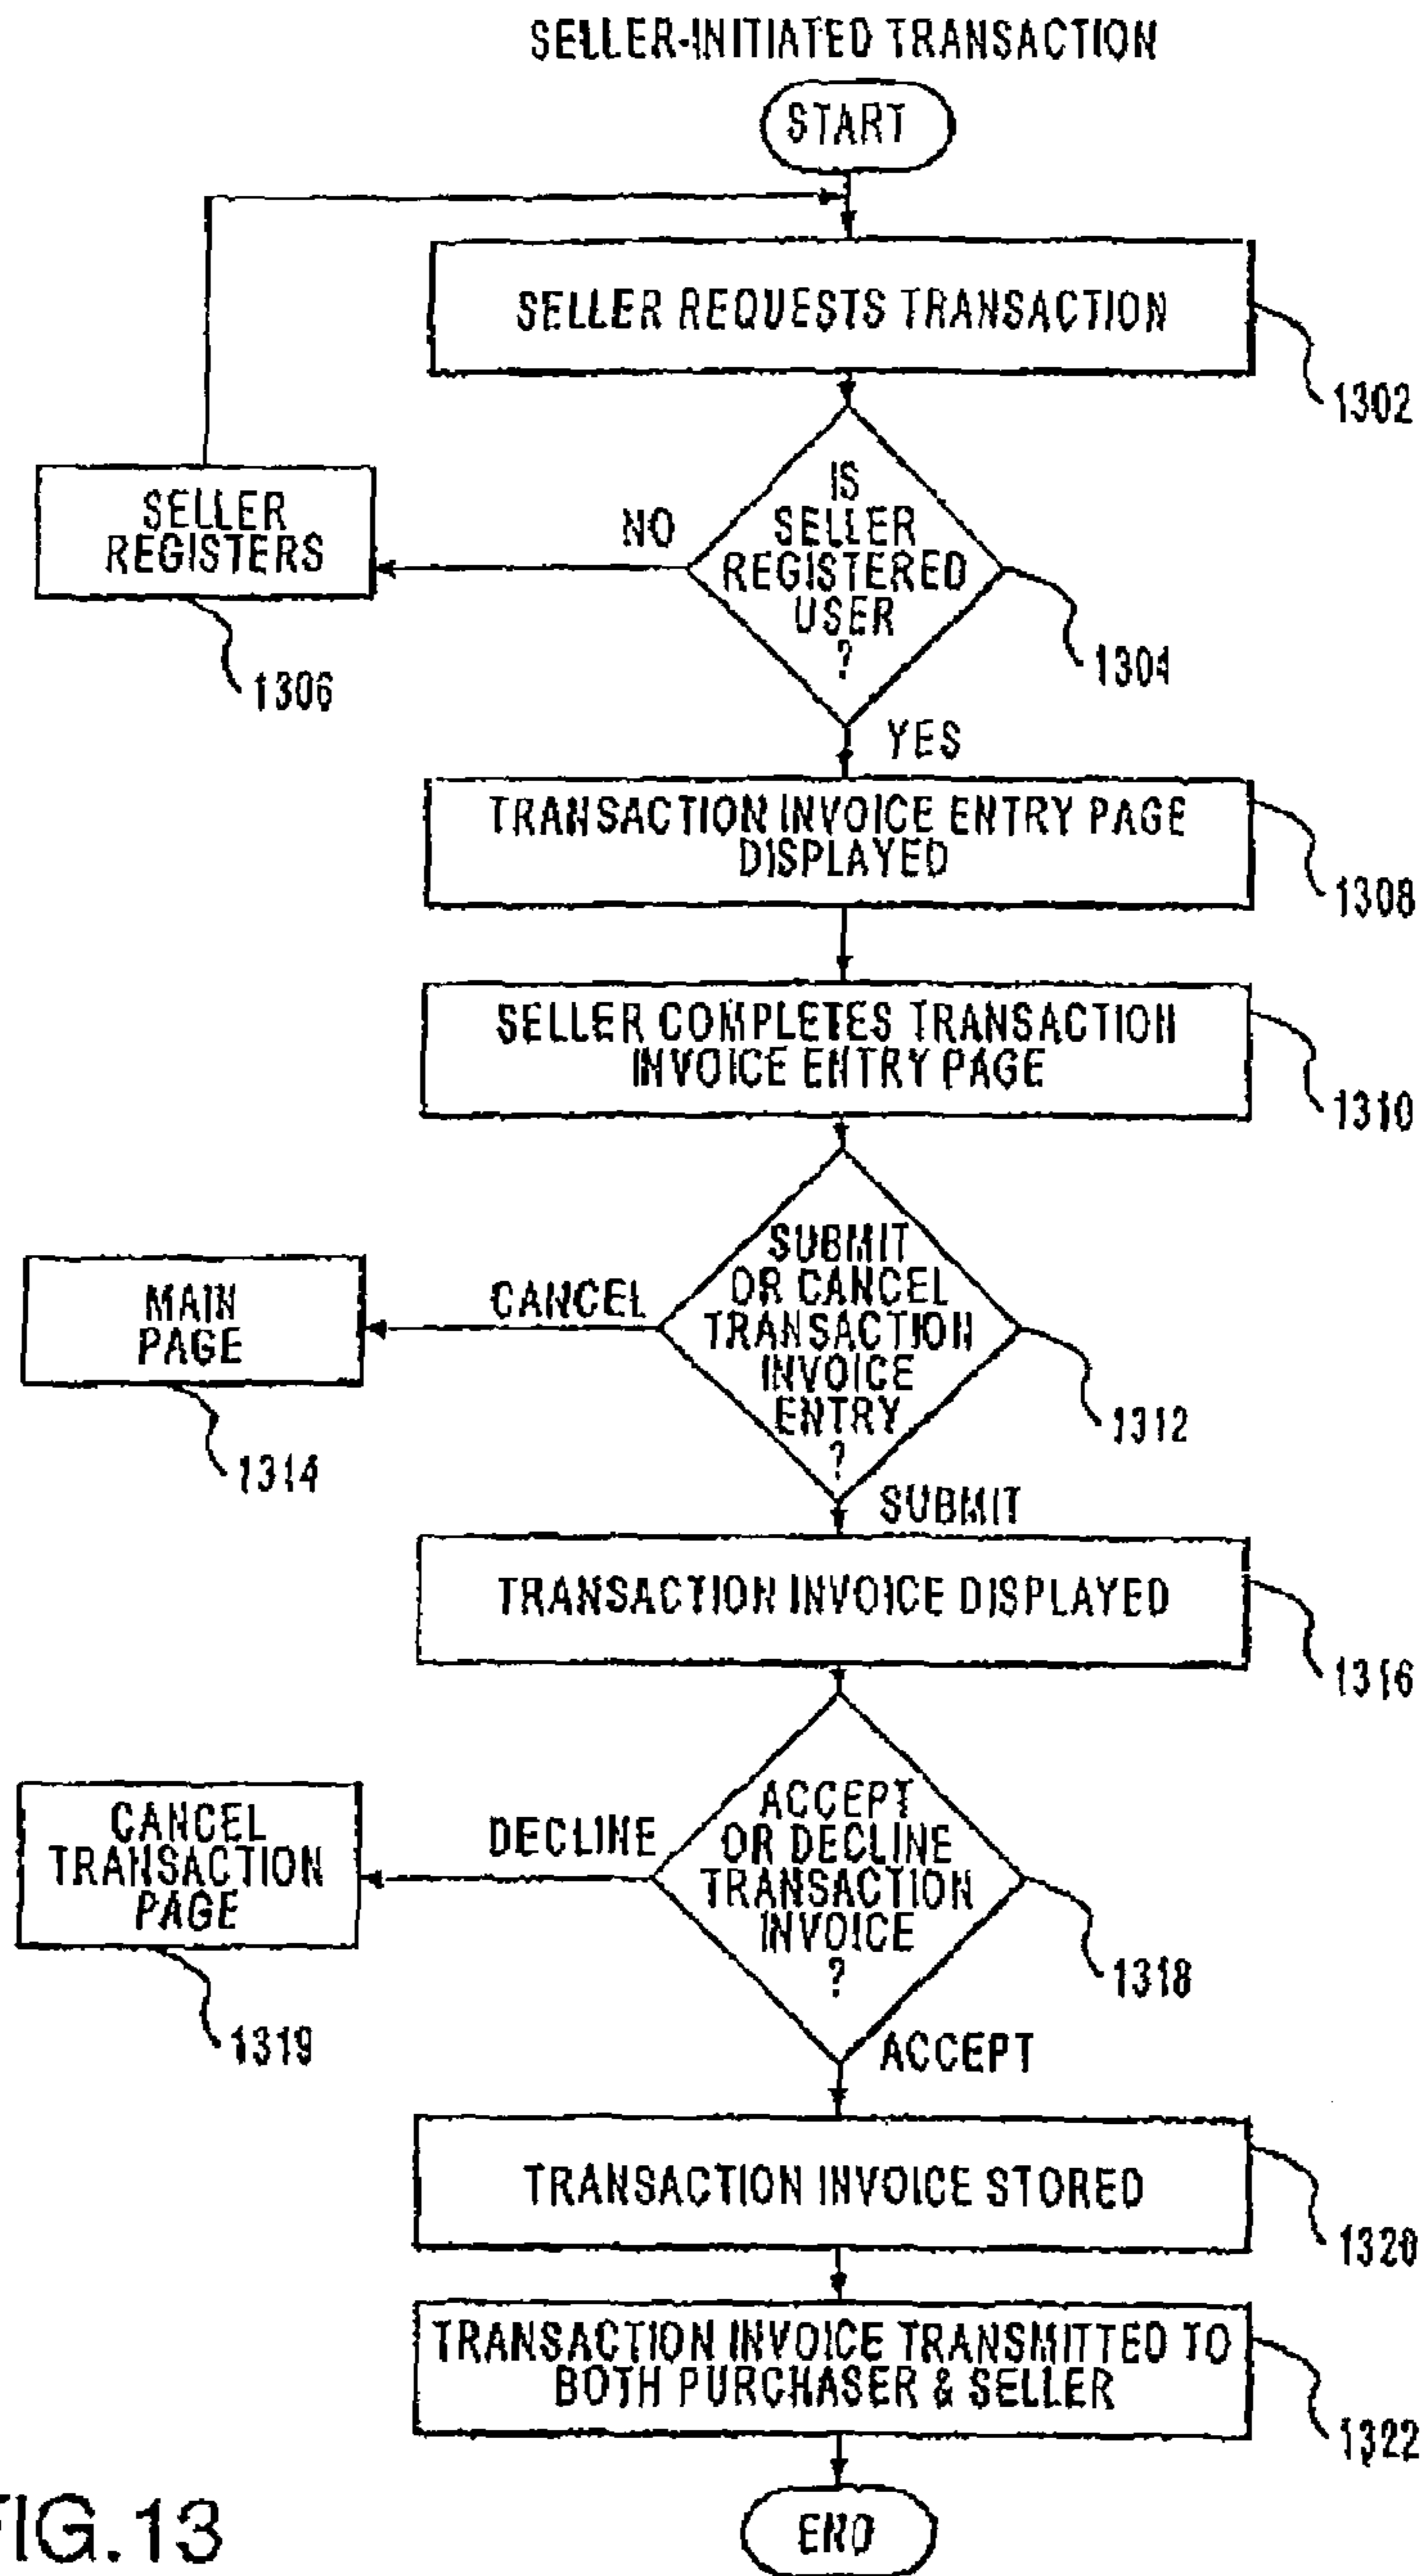 SELLER-INITIATED TRANSACTION
START
SELLER REQUESTS TRANSACTION
1302
IS
SELLER
REGISTERED
USER
?
NO
SELLER
REGISTERS
1304
1306
YES
TRANSACTION INVOICE ENTRY PAGE
DISPLAYED
1308
SELLER COMPLETES TRANSACTION
INVOICE ENTRY PAGE
1310
SUBMIT
OR CANCEL
TRANSACTION
INVOICE
ENTRY
?
CANCEL
MAIN
PAGE
1312
1314
SUBMIT
TRANSACTION INVOICE DISPLAYED
1316
ACCEPT
OR DECLINE
TRANSACTION
INVOICE
?
DECLINE
CANCEL
TRANSACTION
PAGE
1318
1319
ACCEPT
TRANSACTION INVOICE STORED
1320
TRANSACTION INVOICE TRANSMITTED TO
BOTH PURCHASER & SELLER
1322
END
FIG.13